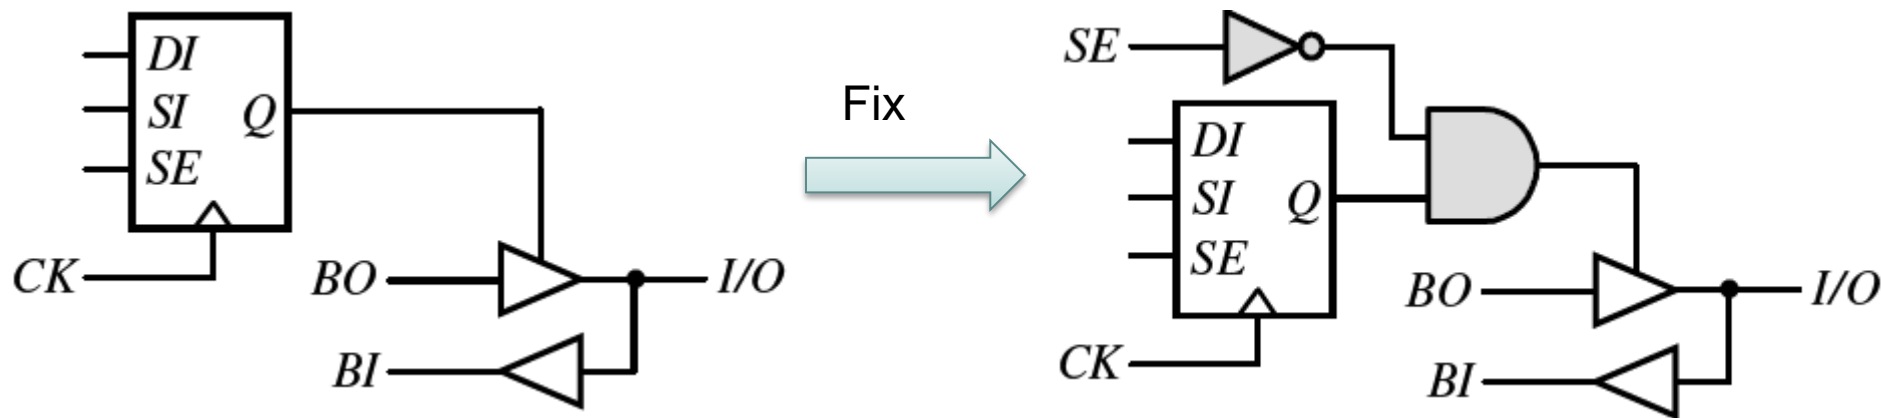 DI
SI Q
SE
CK
BO I/O
BI
Fix
SE
DI
SI Q
SE
CK
BO I/O
BI